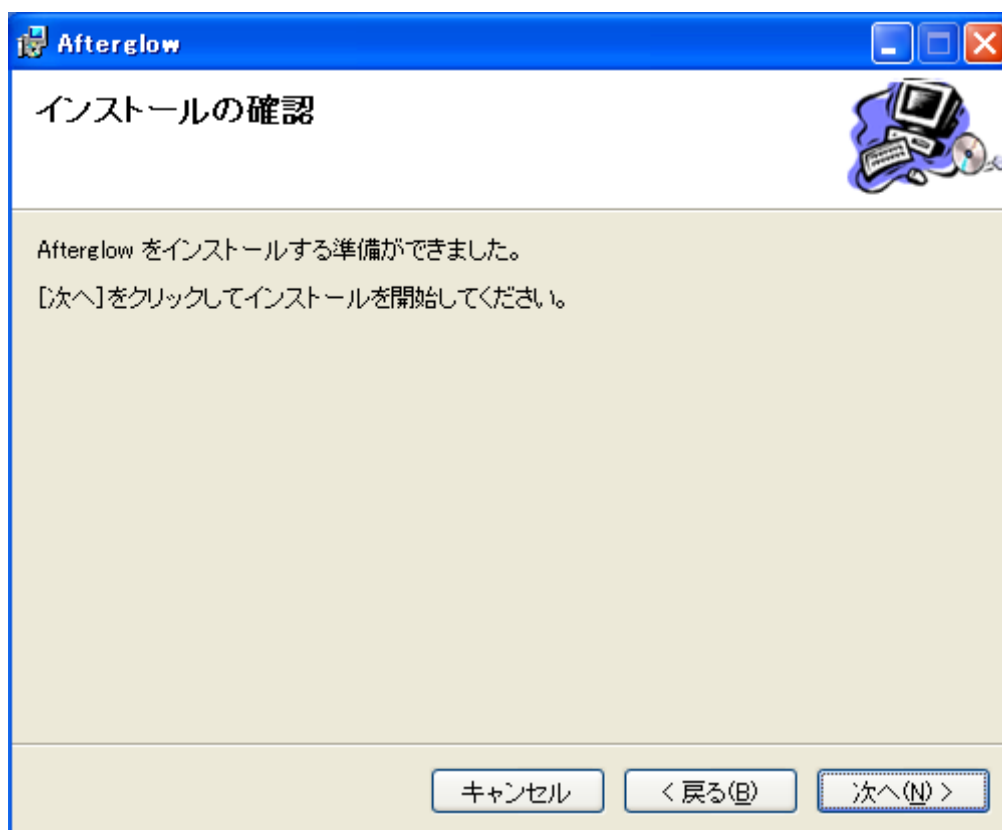 Afterglow
インストールの確認
Afterglow をインストールする準備ができました。
[次へ]をクリックしてインストールを開始してください。
キャンセル
< 戻る(B)
次へ(N) >